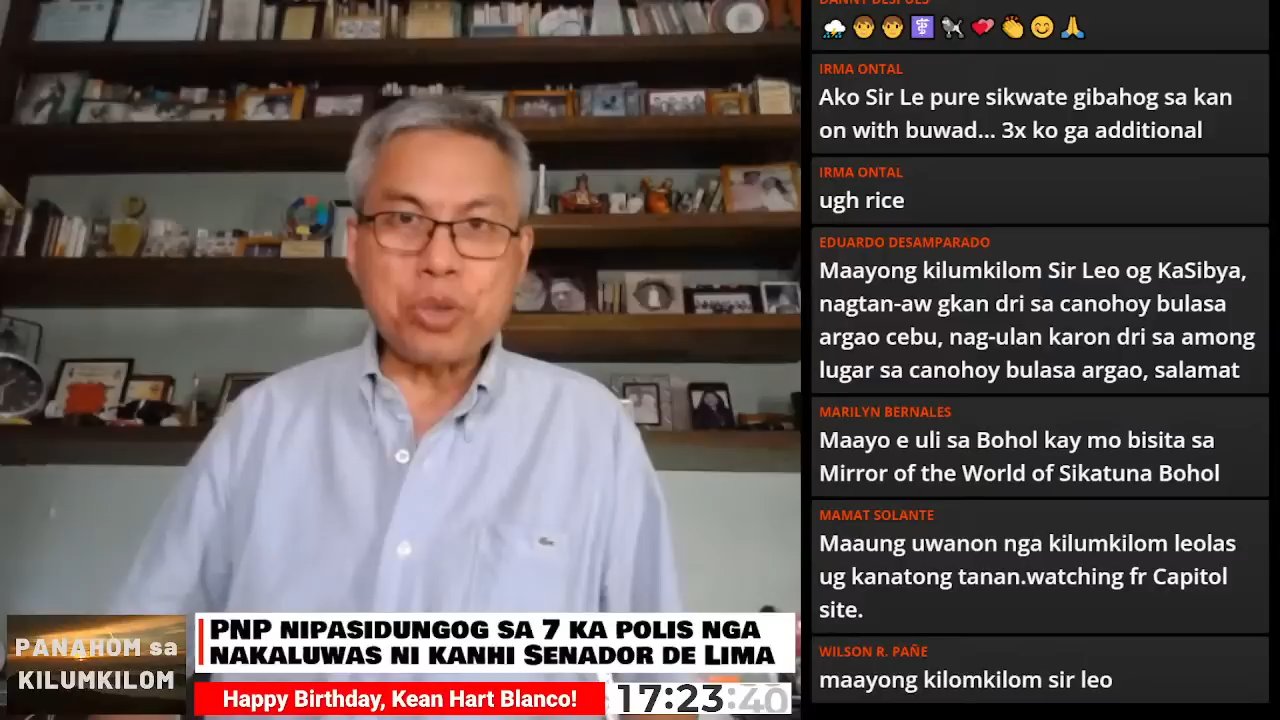 🌩️👨👨⚕️🐕‍🦺💞👏😊🙏
IRMA ONTAL
Ako Sir Le pure sikwate gibahog sa kan
on with buwad... 3x ko ga additional
IRMA ONTAL
ugh rice
EDUARDO DESAMPARADO
Maayong kilumkilom Sir Leo og KaSibya,
nagtan-aw gkan dri sa canohoy bulasa
argao cebu, nag-ulan karon dri sa among
lugar sa canohoy bulasa argao, salamat
MARILYN BERNALES
Maayo e uli sa Bohol kay mo bisita sa
Mirror of the World of Sikatuna Bohol
MAMAT SOLANTE
Maaung uwanon nga kilumkilom leolas
ug kanatong tanan.watching fr Capitol
site.
WILSON R. PAÑE
maayong kilomkilom sir leo
PANAHOM sa
KILUMKILOM
PNP NIPASIDUNGOG SA 7 KA POLIS NGA
NAKALUWAS NI KANHI SENADOR DE LIMA
Happy Birthday, Kean Hart Blanco!
17:23:40